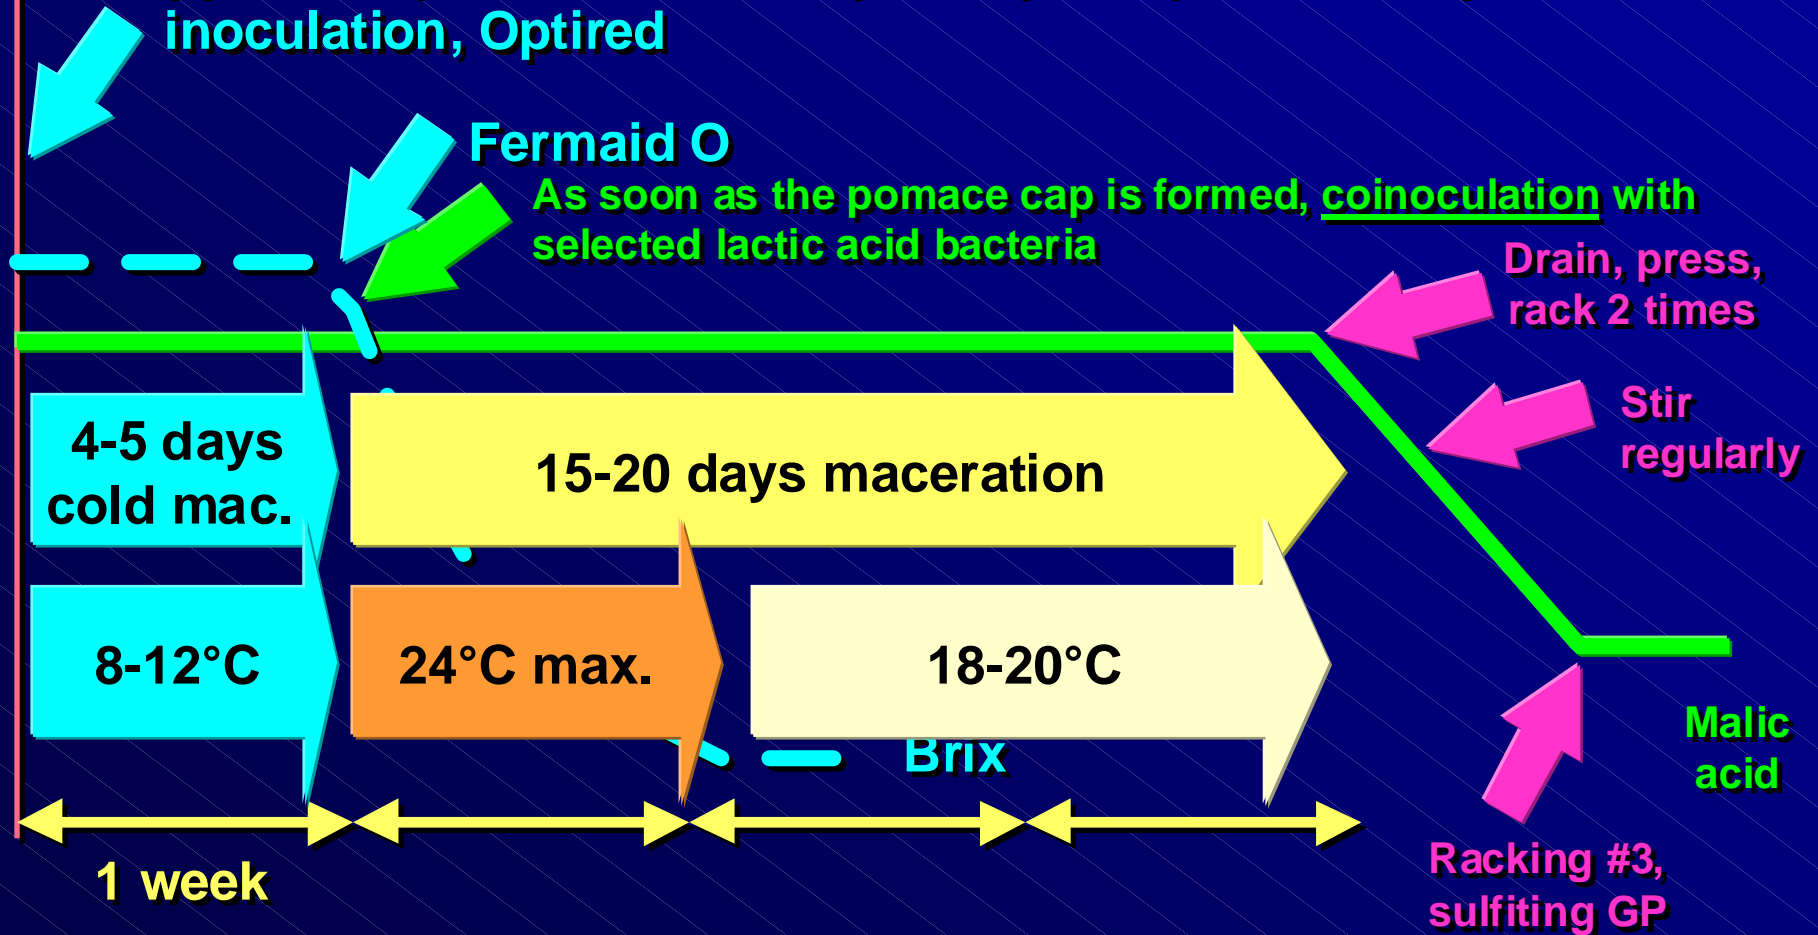 inoculation, Optired
Fermaid O
As soon as the pomace cap is formed, coinoculation with
selected lactic acid bacteria
Drain, press,
rack 2 times
Stir
regularly
4-5 days
cold mac.
15-20 days maceration
8-12°C
24°C max.
18-20°C
Brix
Malic
acid
1 week
Racking #3,
sulfiting GP